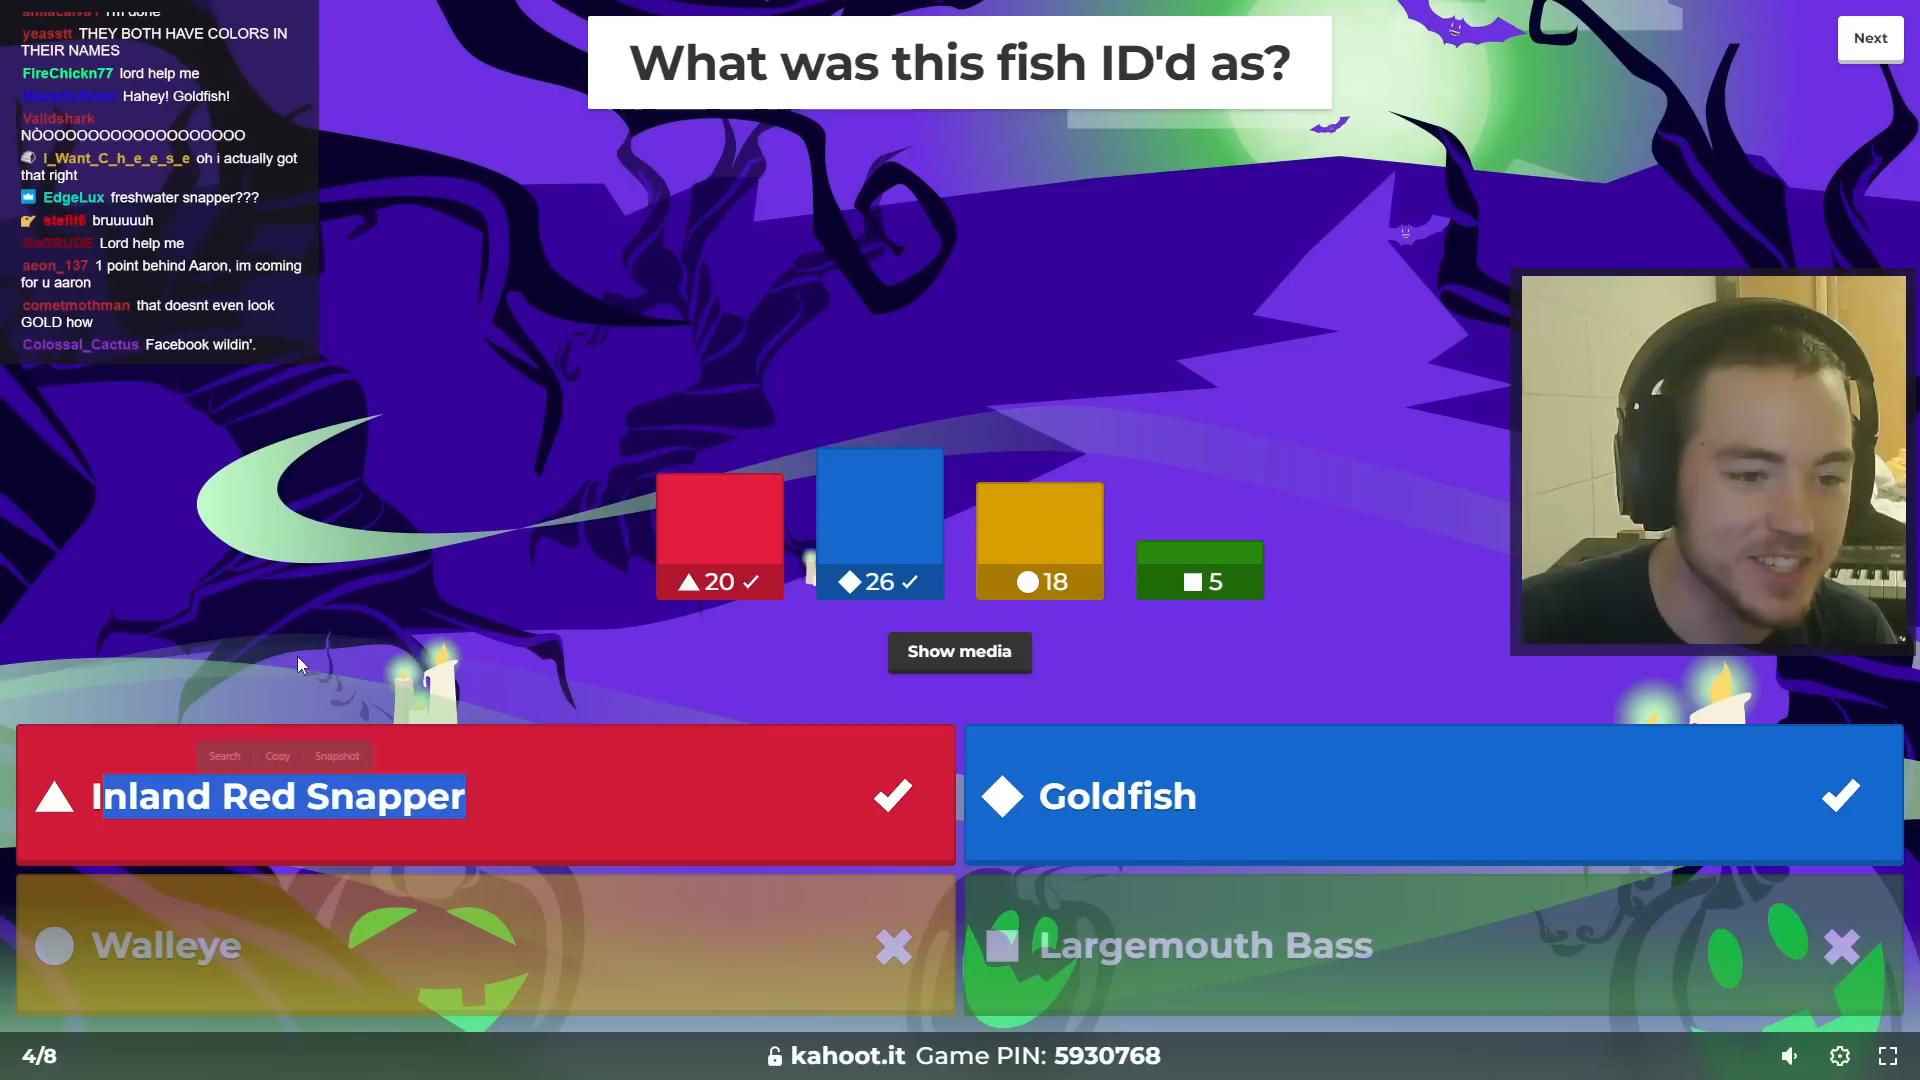 I'm done
yeasstt THEY BOTH HAVE COLORS IN
THEIR NAMES
FireChickn77 lord help me
Hahey! Goldfish!
Validshark
NÒOOOOOOOOOOOOOOOOOO
I_Want_C_h_e_e_s_e oh i actually got
that right
EdgeLux freshwater snapper???
bruuuuuh
SoGRUDE Lord help me
aeon_137 1 point behind Aaron, im coming
for u aaron
cometmothman that doesnt even look
GOLD how
Colossal_Cactus Facebook wildin'.
What was this fish ID'd as?
Next
20
26
18
5
Show media
Search Copy Snapshot
Inland Red Snapper
Goldfish
Walleye
Largemouth Bass
4/8
kahoot.it Game PIN: 5930768